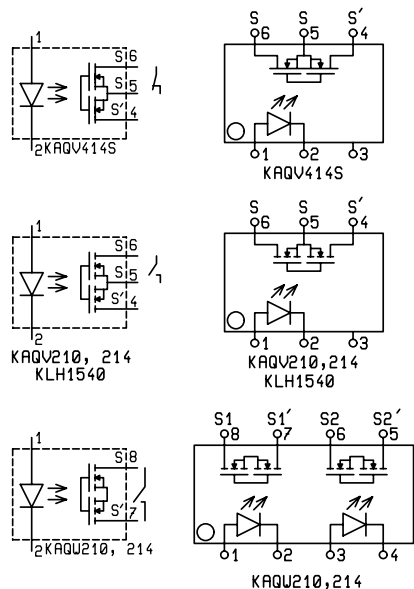 1
S 6
S 5
S' 4
2 KAQV414S
S S S'
6 5 4
1 2 3
KAQV414S
1
S 6
S 5
S' 4
2
KAQV210, 214
KLH1540
S S S'
6 5 4
1 2 3
KAQV210,214
KLH1540
1
S 8
S' 7
2 KAQW210, 214
S1 S1' S2 S2'
8 7 6 5
1 2 3 4
KAQW210,214